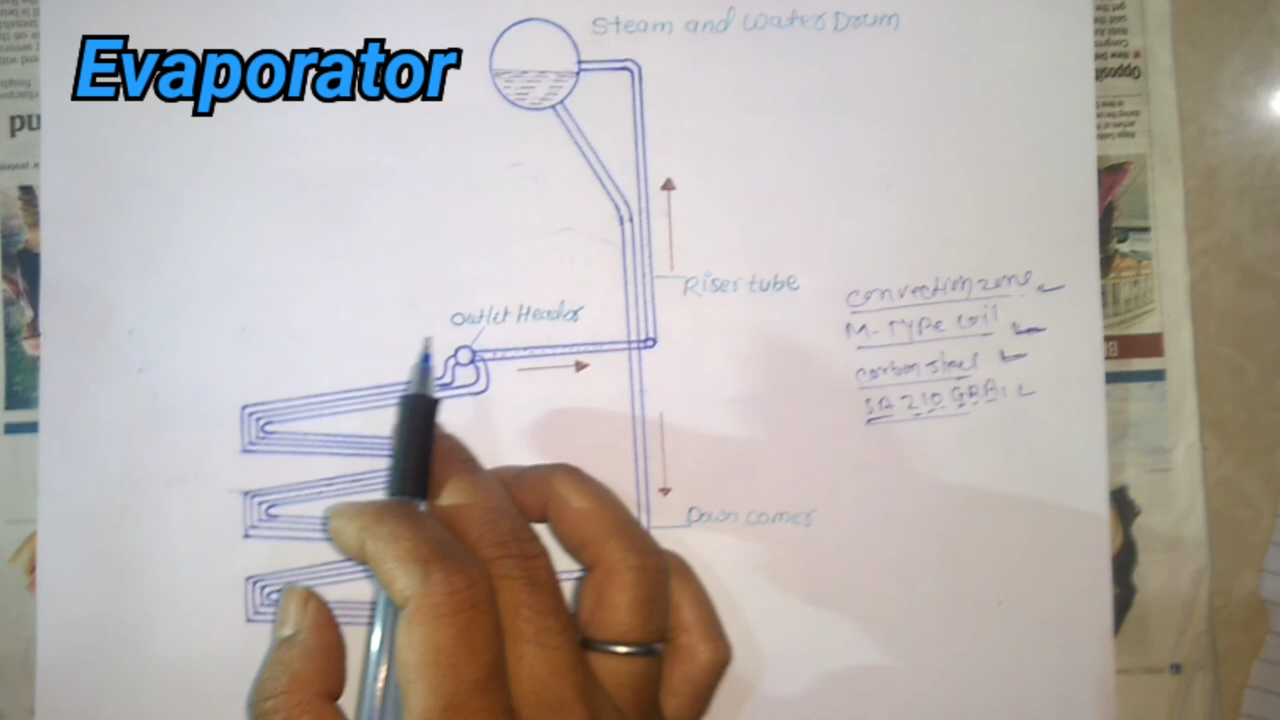 Evaporator
Steam and Water Drum
Riser tube
Outlet Header
Down comer
Convection zone
M-Type coil
carbon steel
SA 210 GRA1
Opposit